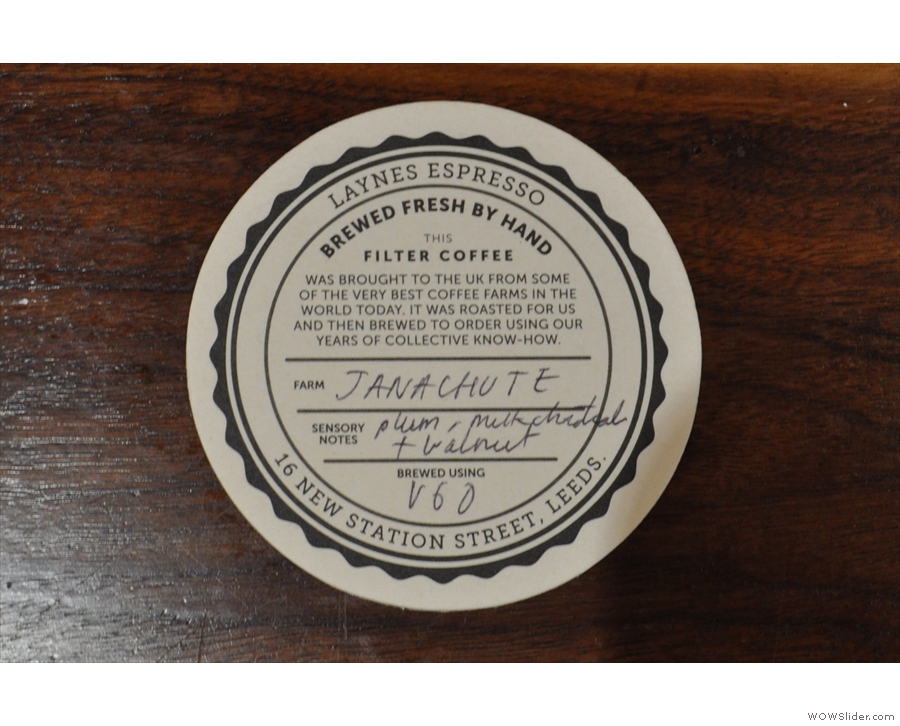 LAYNES ESPRESSO
BREWED FRESH BY HAND
THIS
FILTER COFFEE
WAS BROUGHT TO THE UK FROM SOME
OF THE VERY BEST COFFEE FARMS IN THE
WORLD TODAY. IT WAS ROASTED FOR US
AND THEN BREWED TO ORDER USING OUR
YEARS OF COLLECTIVE KNOW-HOW.
FARM JANACHUTE
SENSORY NOTES plum, milk chocolate
+ walnut
BREWED USING
V60
16 NEW STATION STREET, LEEDS.
WOWSlider.com